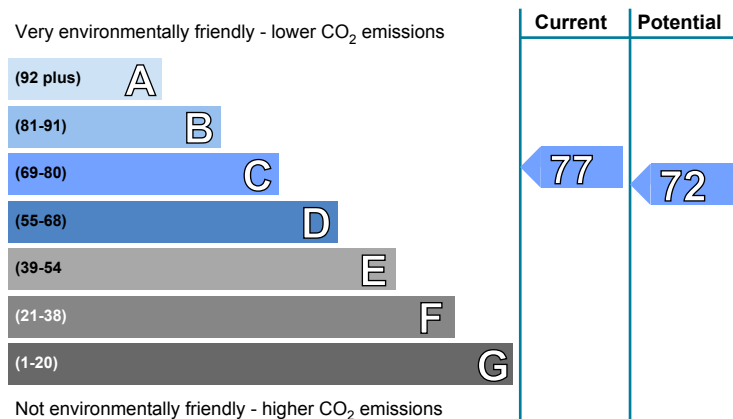 Very environmentally friendly - lower CO₂ emissions
Current
Potential
(92 plus) A
(81-91) B
(69-80) C
(55-68) D
(39-54 E
(21-38) F
(1-20) G
77
72
Not environmentally friendly - higher CO₂ emissions